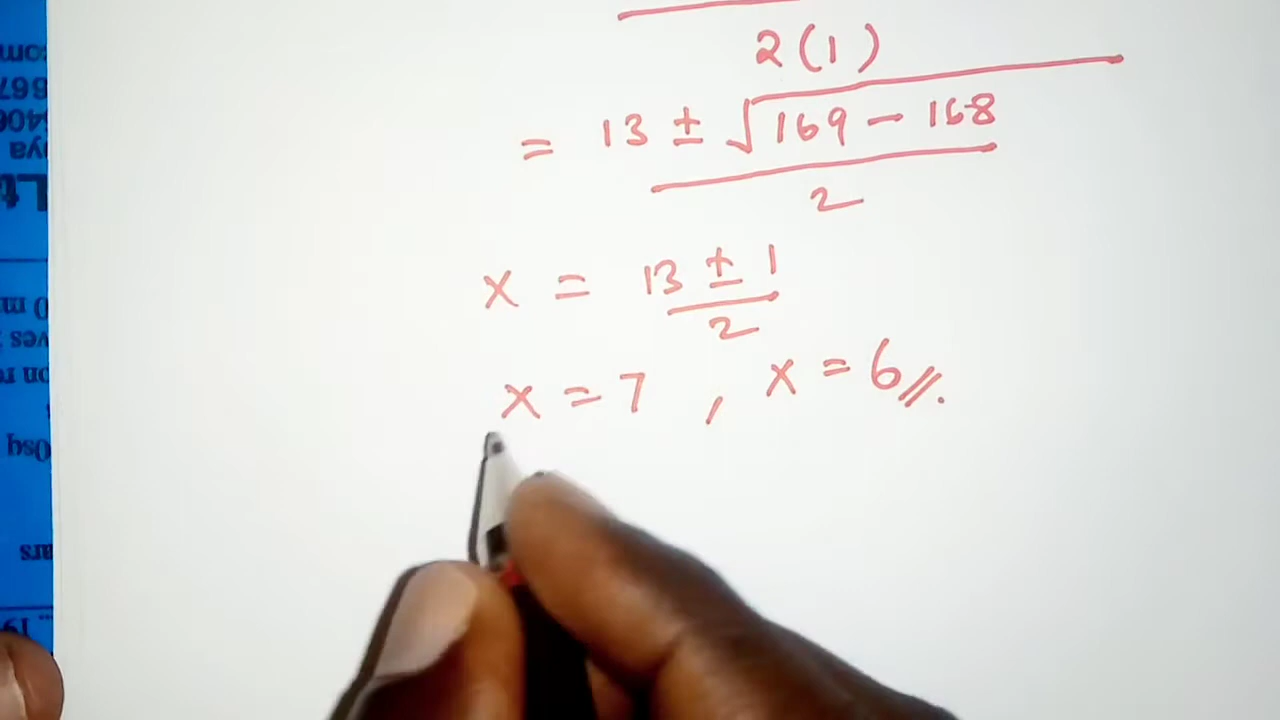 2(1)
= 13 ± √169 - 168
2
x = 13 ± 1
2
x = 7 , x = 6//.